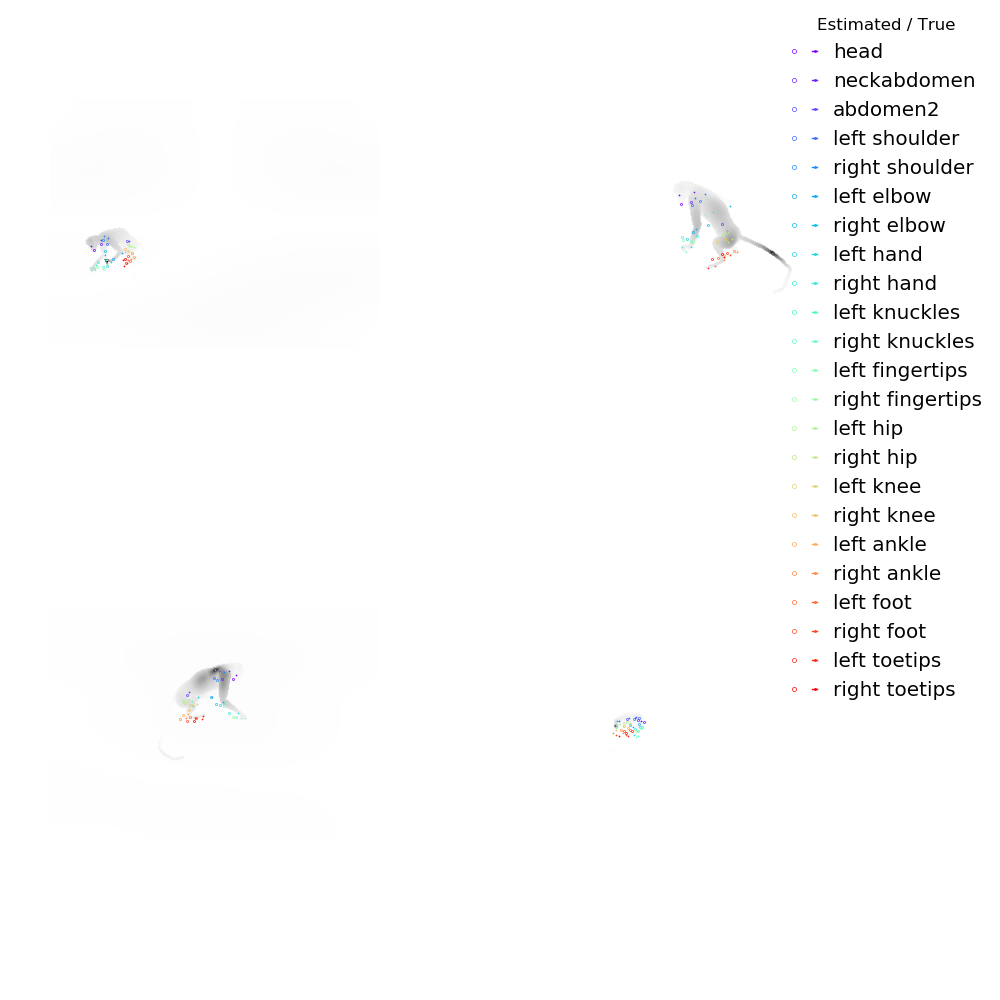 Estimated / True
head
neckabdomen
abdomen2
left shoulder
right shoulder
left elbow
right elbow
left hand
right hand
left knuckles
right knuckles
left fingertips
right fingertips
left hip
right hip
left knee
right knee
left ankle
right ankle
left foot
right foot
left toetips
right toetips